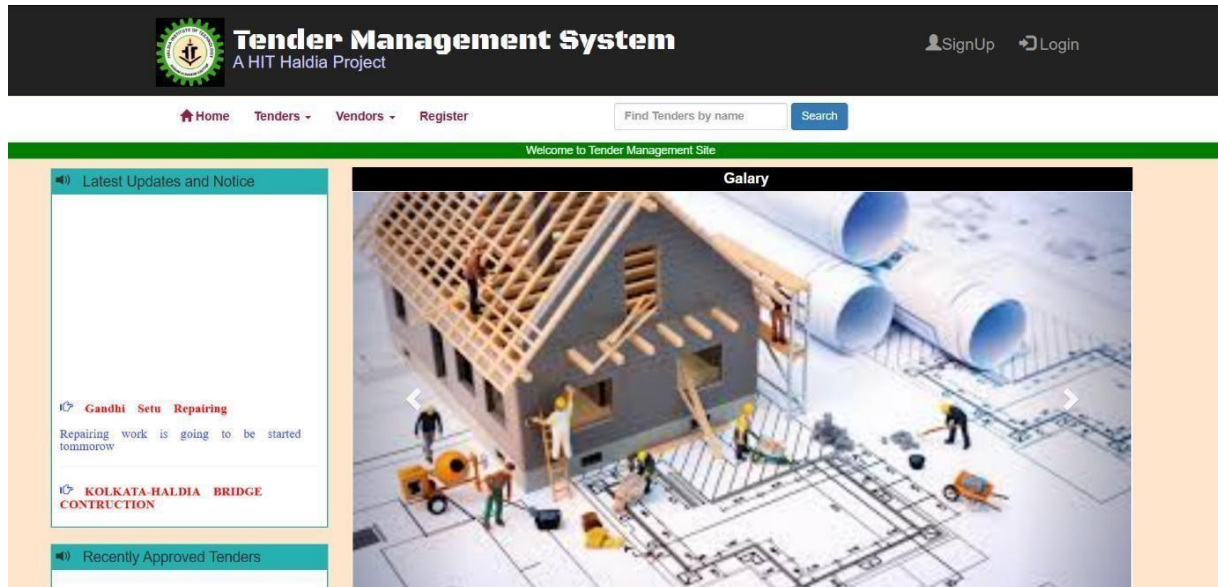 Tender Management System
A HIT Haldia Project
SignUp
Login
Home
Tenders
Vendors
Register
Find Tenders by name
Search
Welcome to Tender Management Site
Latest Updates and Notice
Gandhi Setu Repairing
Repairing work is going to be started
tommorow
KOLKATA-HALDIA BRIDGE
CONTRUCTION
Recently Approved Tenders
Galary